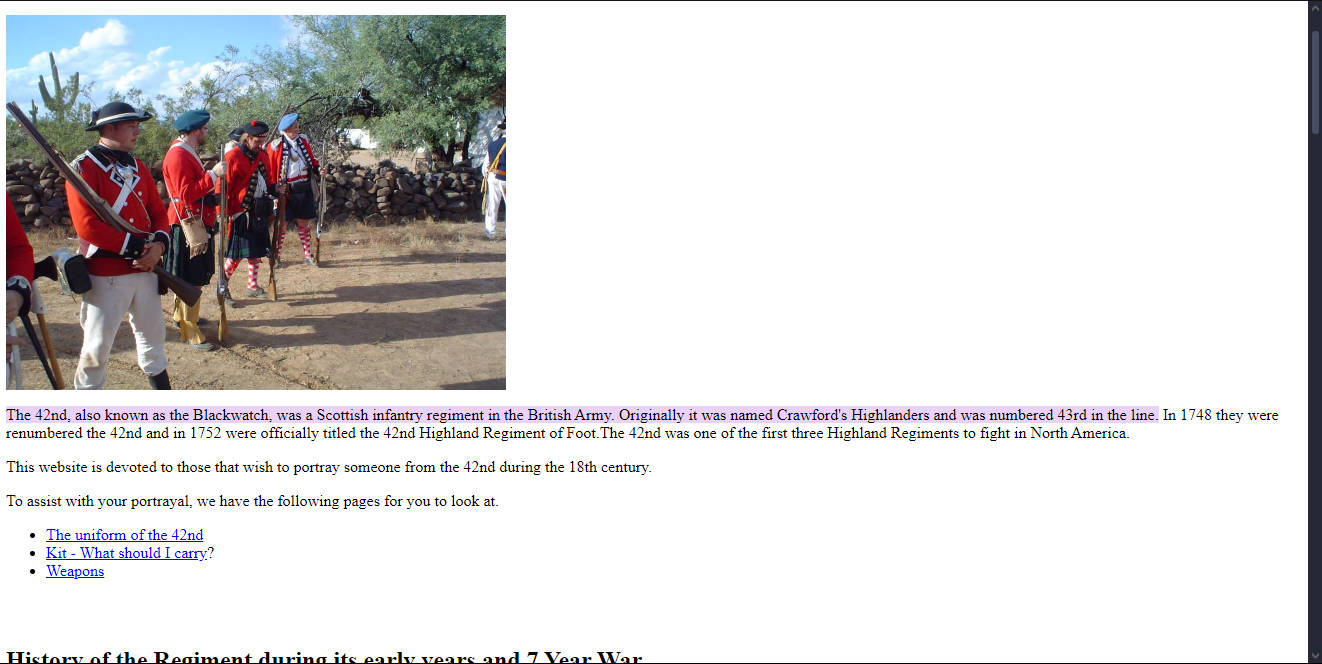 The 42nd, also known as the Blackwatch, was a Scottish infantry regiment in the British Army. Originally it was named Crawford's Highlanders and was numbered 43rd in the line. In 1748 they were
renumbered the 42nd and in 1752 were officially titled the 42nd Highland Regiment of Foot.The 42nd was one of the first three Highland Regiments to fight in North America.
This website is devoted to those that wish to portray someone from the 42nd during the 18th century.
To assist with your portrayal, we have the following pages for you to look at.
• The uniform of the 42nd
• Kit - What should I carry?
• Weapons
History of the Regiment during its early years and 7 Year War